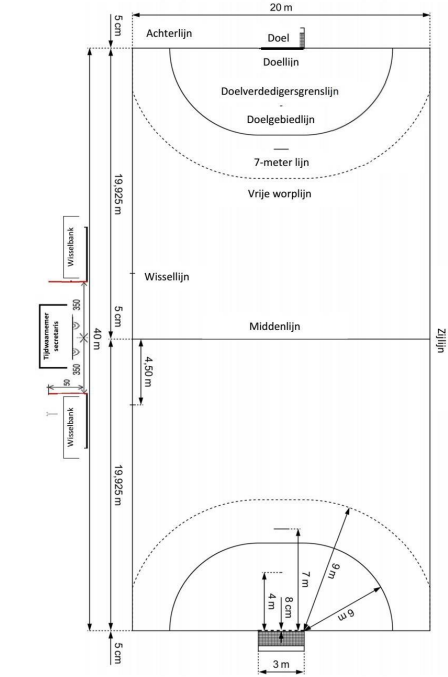 20 m
5 cm
Achterlijn
Doel
Doellijn
Doelverdedigersgrenslijn
-
Doelgebiedlijn
7-meter lijn
Vrije worplijn
19,925 m
Wisselbank
Wissellijn
350
Tijdwaarnemer
secretaris
350
50
40 m
5 cm
Middenlijn
Zijlijn
4,50 m
Wisselbank
19,925 m
9 m
6 m
7 m
4 m
8 cm
5 cm
3 m